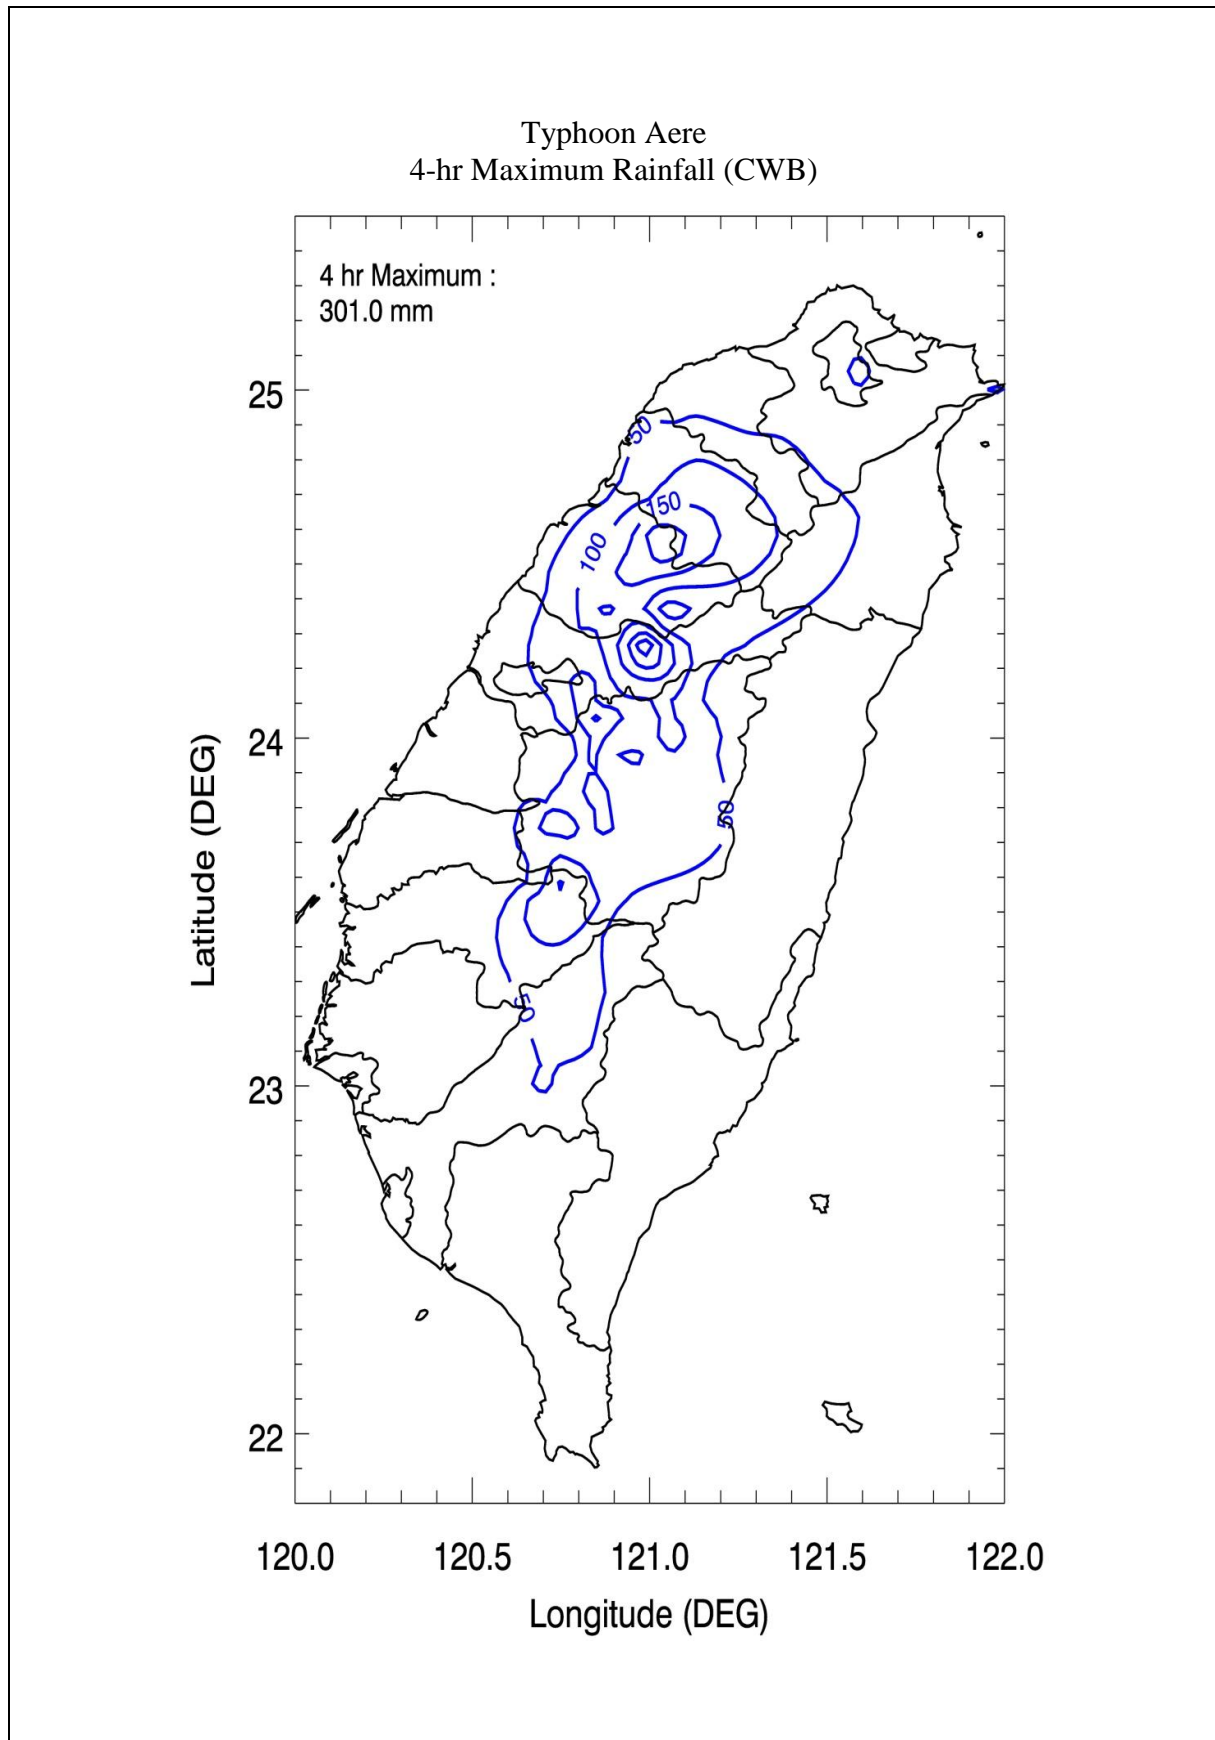 Typhoon Aere
4-hr Maximum Rainfall (CWB)
4 hr Maximum :
301.0 mm
25
50
150
100
24
50
50
23
22
Latitude (DEG)
120.0 120.5 121.0 121.5 122.0
Longitude (DEG)